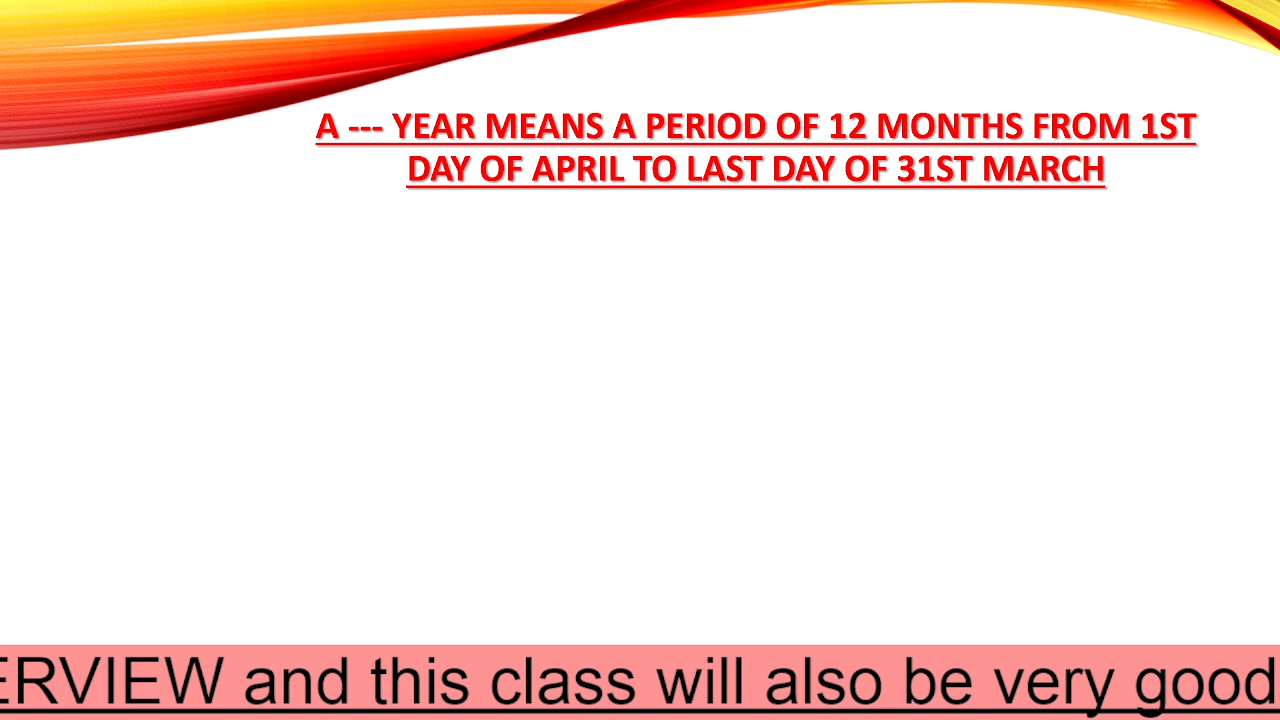 A --- YEAR MEANS A PERIOD OF 12 MONTHS FROM 1ST
DAY OF APRIL TO LAST DAY OF 31ST MARCH
ERVIEW and this class will also be very good